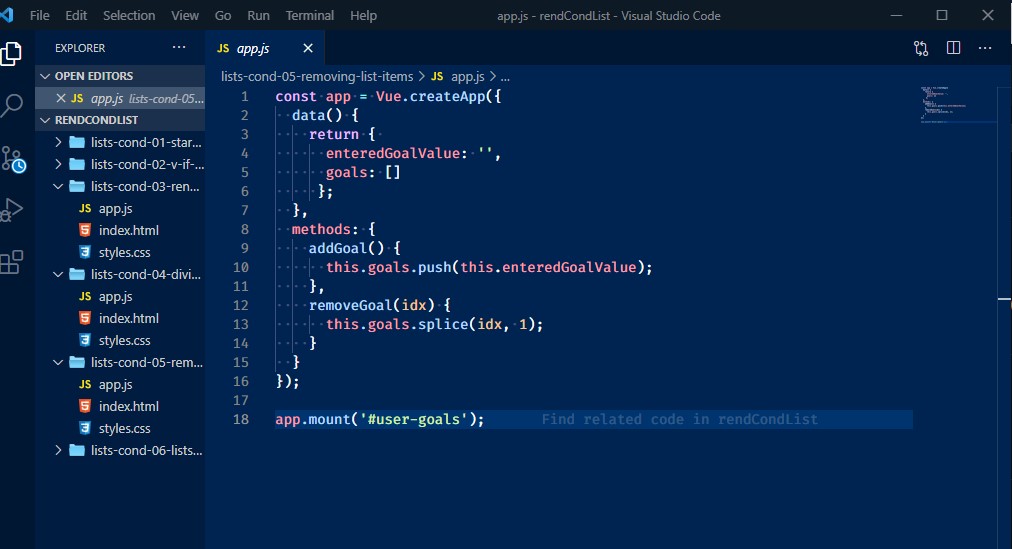 File Edit Selection View Go Run Terminal Help app.js - rendCondList - Visual Studio Code
EXPLORER
OPEN EDITORS
JS app.js lists-cond-05...
RENDCONDLIST
lists-cond-01-star...
lists-cond-02-v-if-...
lists-cond-03-ren...
JS app.js
index.html
styles.css
lists-cond-04-divi...
JS app.js
index.html
styles.css
lists-cond-05-rem...
JS app.js
index.html
styles.css
lists-cond-06-lists...
JS app.js
lists-cond-05-removing-list-items > JS app.js > ...
1 const app = Vue.createApp({
2 data() {
3 return {
4 enteredGoalValue: '',
5 goals: []
6 };
7 },
8 methods: {
9 addGoal() {
10 this.goals.push(this.enteredGoalValue);
11 },
12 removeGoal(idx) {
13 this.goals.splice(idx, 1);
14 }
15 }
16 });
17
18 app.mount('#user-goals'); Find related code in rendCondList